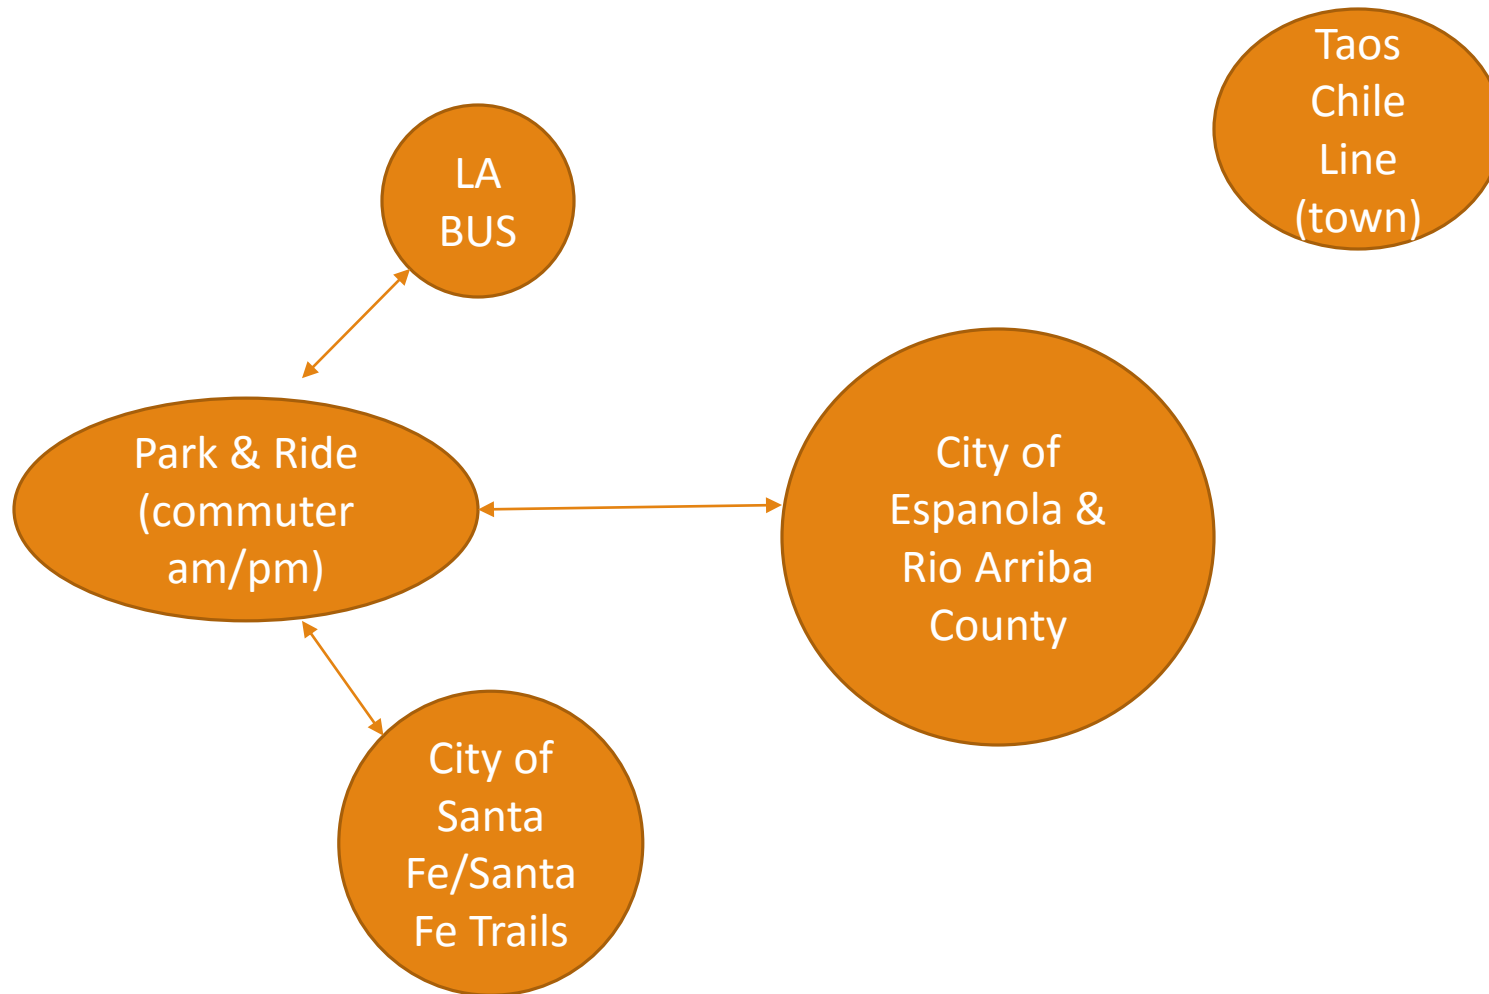 Taos
Chile
Line
(town)
LA
BUS
Park & Ride
(commuter
am/pm)
City of
Espanola &
Rio Arriba
County
City of
Santa
Fe/Santa
Fe Trails